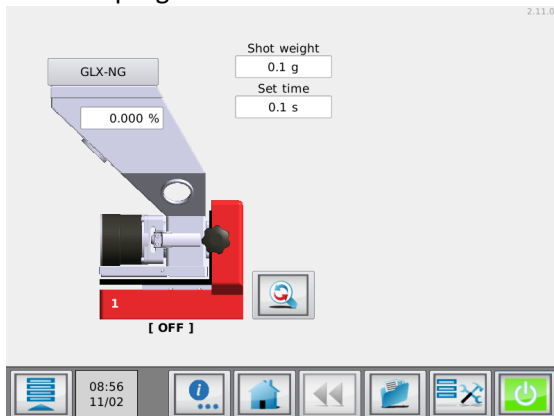 2.11.0
Shot weight
0.1 g
Set time
0.1 s
GLX-NG
0.000 %
1
[ OFF ]
08:56
11/02
i